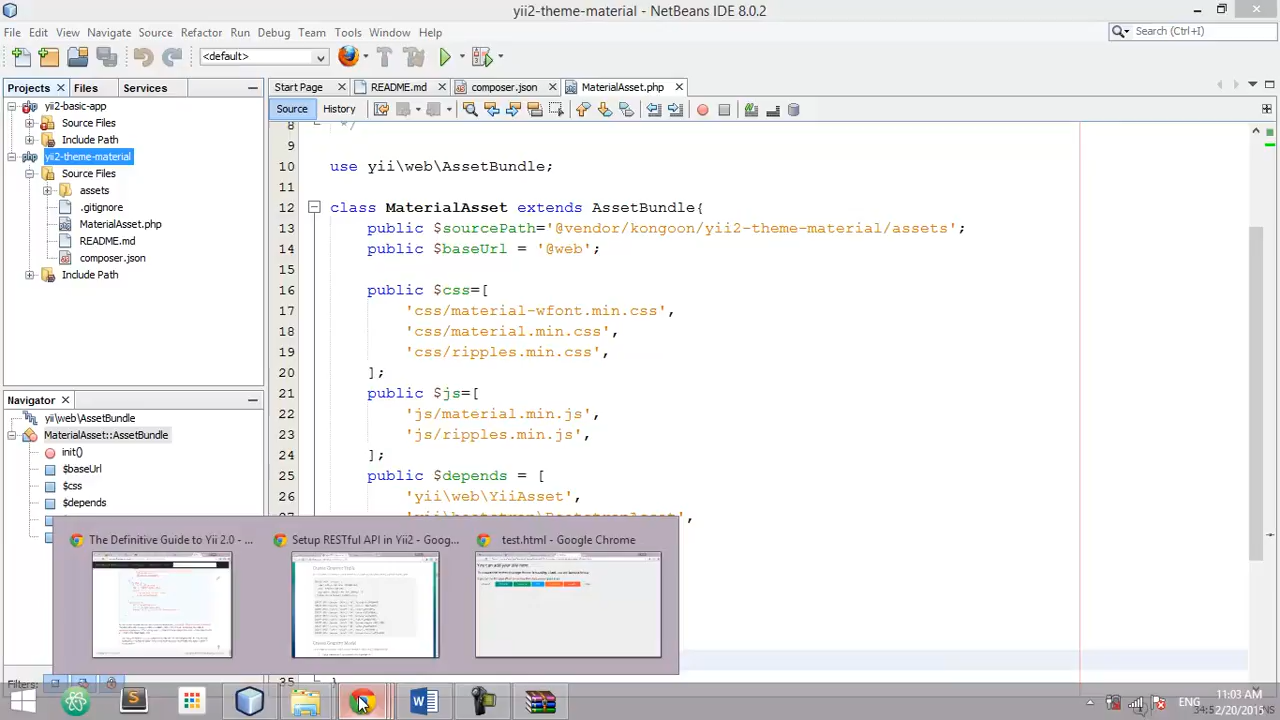 yii2-theme-material - NetBeans IDE 8.0.2
File Edit View Navigate Source Refactor Run Debug Team Tools Window Help
Search (Ctrl+I)
<default>
Projects Files Services
Start Page README.md composer.json MaterialAsset.php
Source History
yii2-basic-app
Source Files
Include Path
yii2-theme-material
Source Files
assets
.gitignore
MaterialAsset.php
README.md
composer.json
Include Path
8 */
9
10 use yii\web\AssetBundle;
11
12 class MaterialAsset extends AssetBundle{
13 public $sourcePath='@vendor/kongoon/yii2-theme-material/assets';
14 public $baseUrl = '@web';
15
16 public $css=[
17 'css/material-wfont.min.css',
18 'css/material.min.css',
19 'css/ripples.min.css',
20 ];
21 public $js=[
22 'js/material.min.js',
23 'js/ripples.min.js',
24 ];
25 public $depends = [
26 'yii\web\YiiAsset',
27 'yii\bootstrap\BootstrapAsset',
35 }
Navigator
yii\web\AssetBundle
MaterialAsset::AssetBundle
init()
$baseUrl
$css
$depends
The Definitive Guide to Yii 2.0 - ...
Setup RESTful API in Yii2 - Goog...
test.html - Google Chrome
Filters:
ENG
11:03 AM